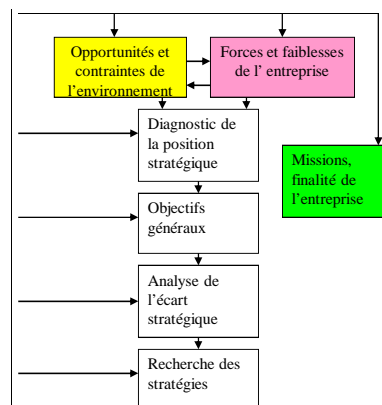 Opportunités et
contraintes de
l'environnement
Forces et faiblesses
de l' entreprise
Diagnostic de
la position
stratégique
Missions,
finalité de
l'entreprise
Objectifs
généraux
Analyse de
l'écart
stratégique
Recherche des
stratégies